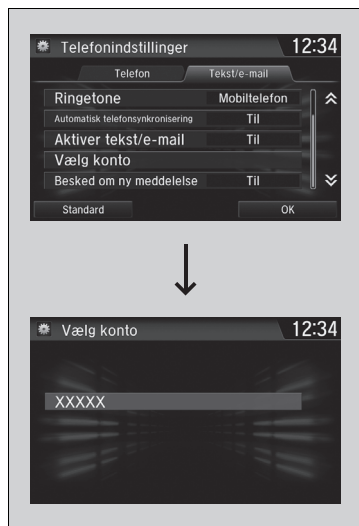 Telefonindstillinger 12:34
Telefon Tekst/e-mail
Ringetone Mobiltelefon
Automatisk telefonsynkronisering Til
Aktiver tekst/e-mail Til
Vælg konto
Besked om ny meddelelse Til
Standard OK
Vælg konto 12:34
XXXXX